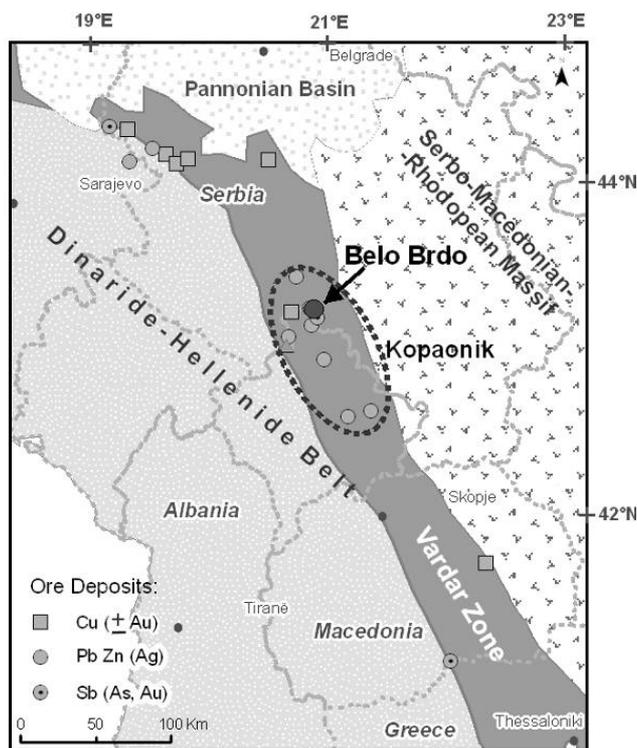 19°E
21°E
23°E
Belgrade
Pannonian Basin
Serbo-Macedonian-
-Rhodopean Massif
44°N
Sarajevo
Serbia
Belo Brdo
Dinaride-Hellenide Belt
Kopaonik
Albania
Skopje
42°N
Vardar Zone
Ore Deposits:
Cu (± Au)
Tiranë
Pb Zn (Ag)
Macedonia
Sb (As, Au)
0 50 100 Km
Greece
Thessaloniki